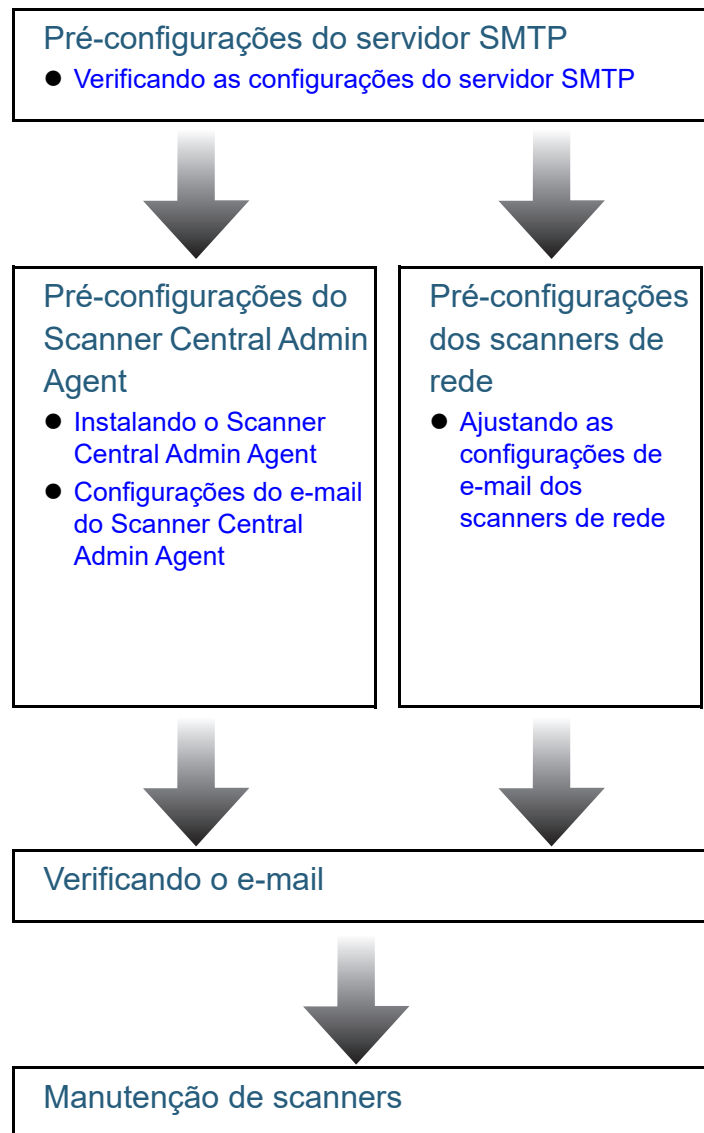 Pré-configurações do servidor SMTP
● Verificando as configurações do servidor SMTP
Pré-configurações do
Scanner Central Admin
Agent
● Instalando o Scanner
Central Admin Agent
● Configurações do e-mail
do Scanner Central
Admin Agent
Pré-configurações
dos scanners de
rede
● Ajustando as
configurações de
e-mail dos
scanners de rede
Verificando o e-mail
Manutenção de scanners